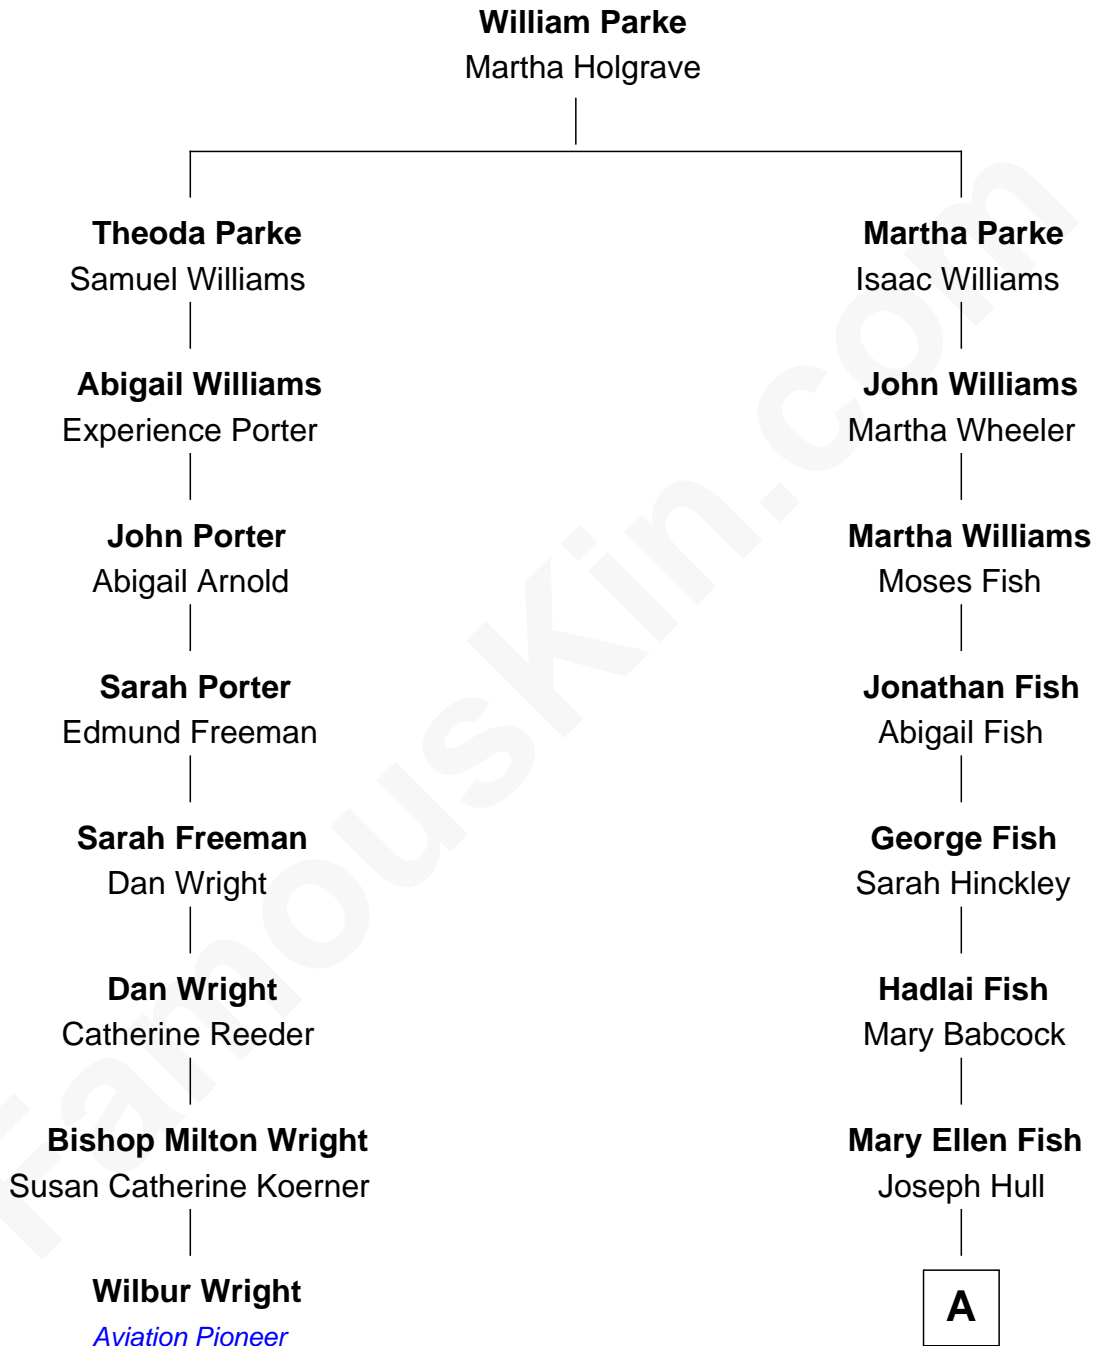 William Parke
Martha Holgrave
Theoda Parke
Samuel Williams
Martha Parke
Isaac Williams
Abigail Williams
Experience Porter
John Williams
Martha Wheeler
John Porter
Abigail Arnold
Martha Williams
Moses Fish
Sarah Porter
Edmund Freeman
Jonathan Fish
Abigail Fish
Sarah Freeman
Dan Wright
George Fish
Sarah Hinckley
Dan Wright
Catherine Reeder
Hadlai Fish
Mary Babcock
Bishop Milton Wright
Susan Catherine Koerner
Mary Ellen Fish
Joseph Hull
Wilbur Wright
Aviation Pioneer
A
FamousKin.com